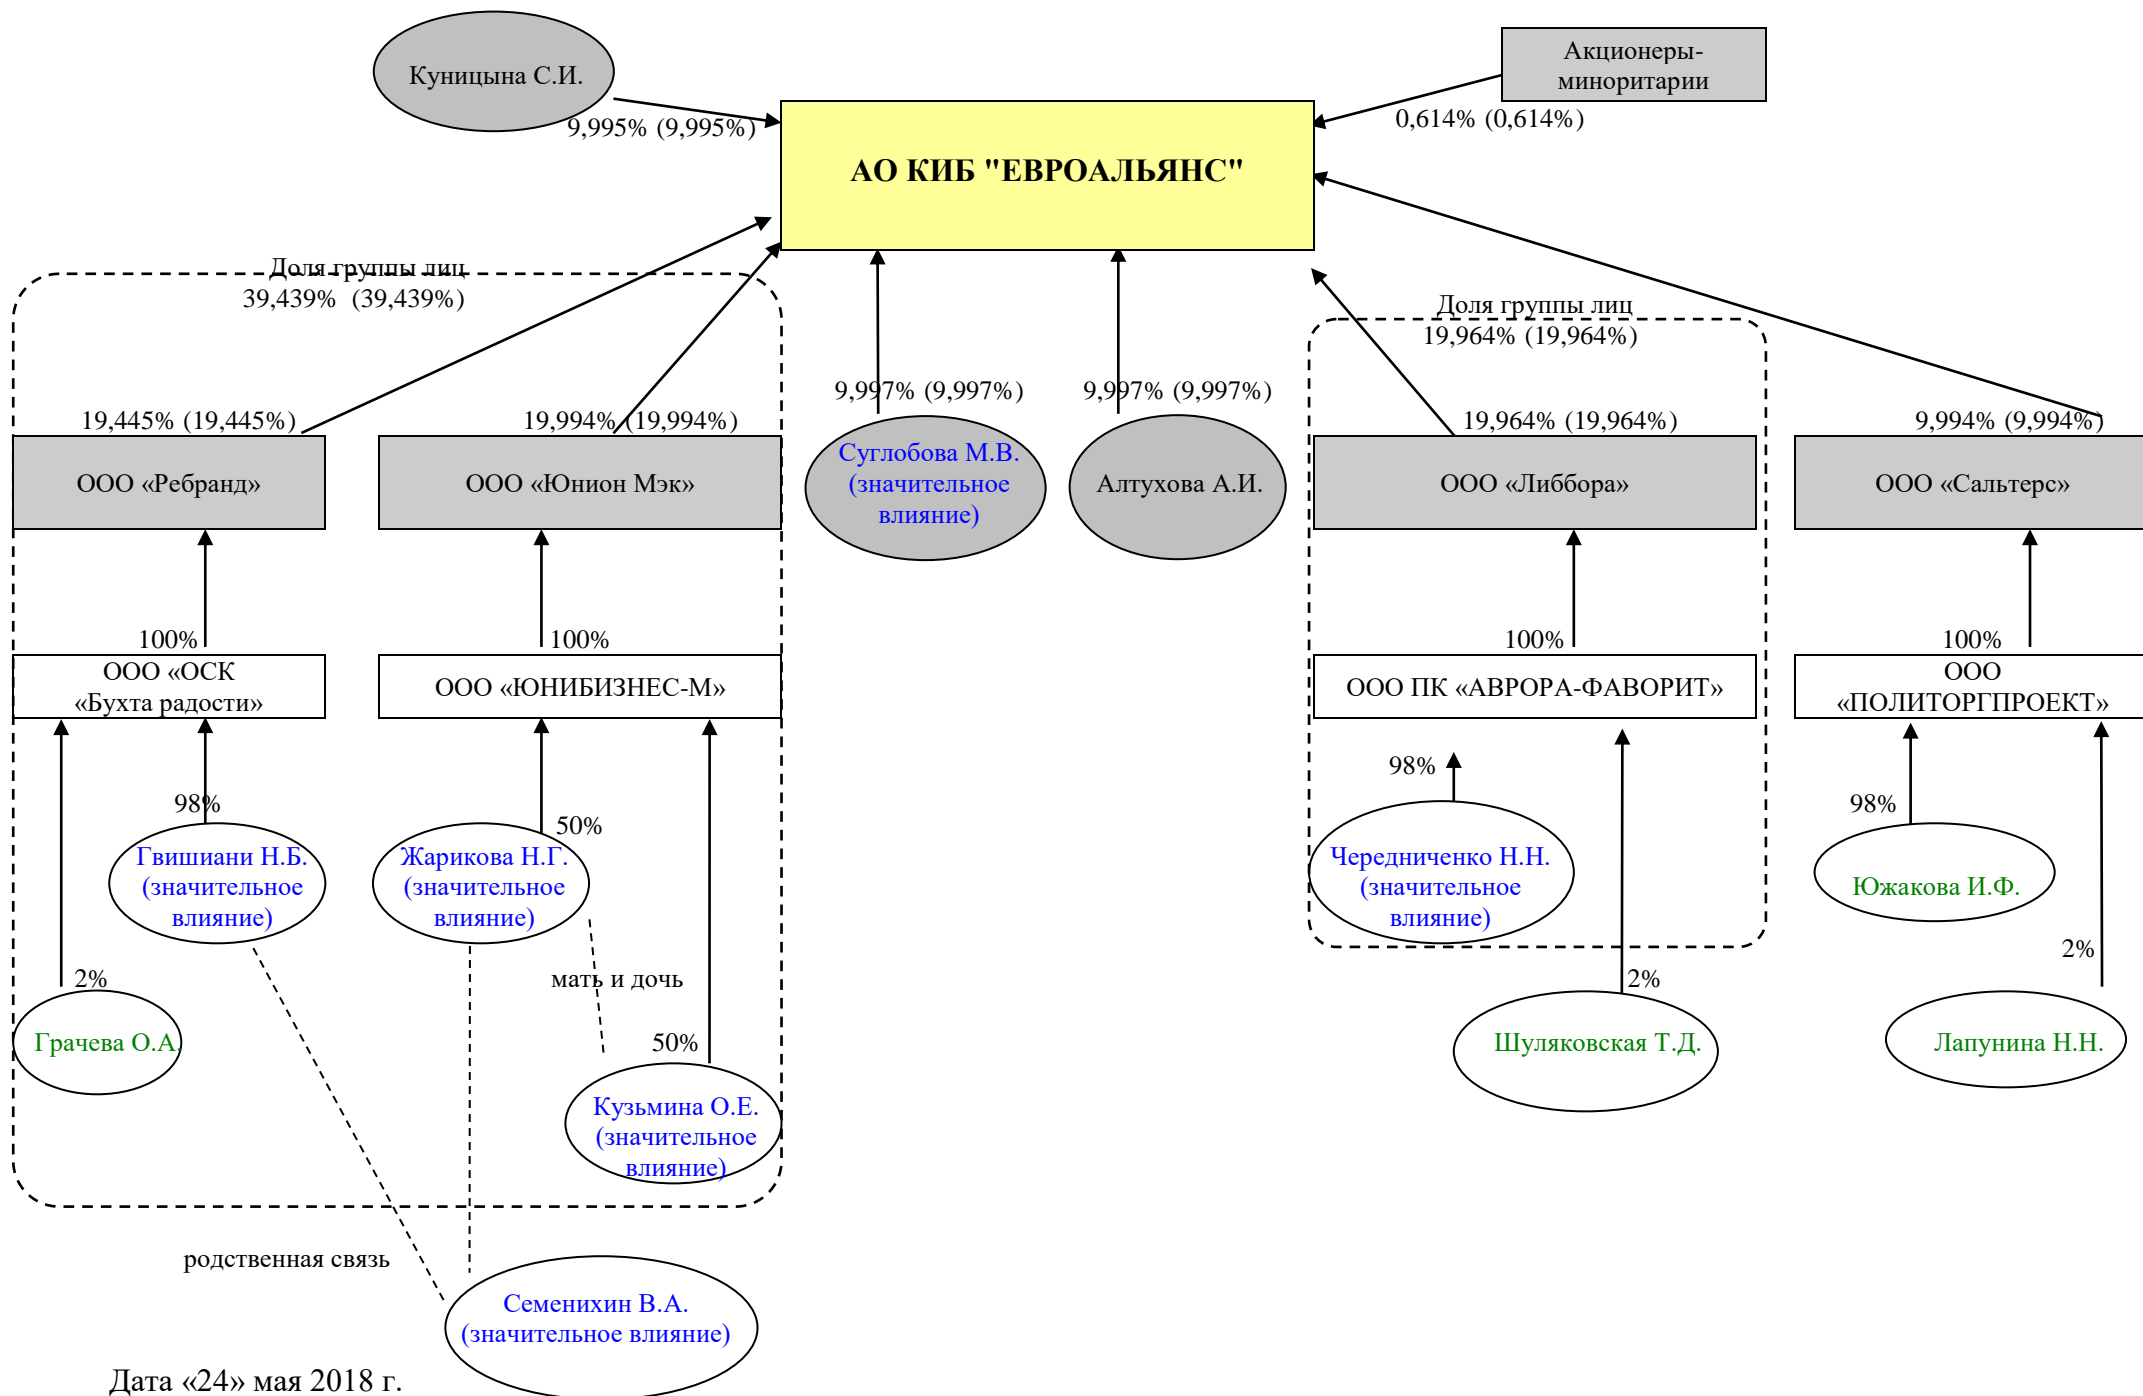 Куницына С.И.
Акционеры-
миноритарии
9,995% (9,995%)
0,614% (0,614%)
АО КИБ "ЕВРОАЛЬЯНС"
Доля группы лиц
39,439% (39,439%)
Доля группы лиц
19,964% (19,964%)
19,445% (19,445%)
19,994% (19,994%)
9,997% (9,997%)
9,997% (9,997%)
19,964% (19,964%)
9,994% (9,994%)
ООО «Ребранд»
ООО «Юнион Мэк»
Суглобова М.В.
(значительное
влияние)
Алтухова А.И.
ООО «Либбора»
ООО «Сальтерс»
100%
100%
100%
100%
ООО «ОСК
«Бухта радости»
ООО «ЮНИБИЗНЕС-М»
ООО ПК «АВРОРА-ФАВОРИТ»
ООО
«ПОЛИТОРГПРОЕКТ»
98%
50%
98%
98%
Гвишиани Н.Б.
(значительное
влияние)
Жарикова Н.Г.
(значительное
влияние)
Чередниченко Н.Н.
(значительное
влияние)
Южакова И.Ф.
2%
мать и дочь
2%
2%
Грачева О.А.
50%
Шуляковская Т.Д.
Лапунина Н.Н.
Кузьмина О.Е.
(значительное
влияние)
родственная связь
Семенихин В.А.
(значительное влияние)
Дата «24» мая 2018 г.